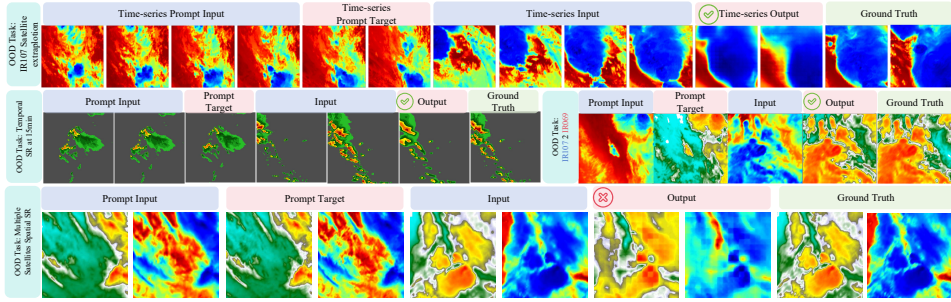 OOD Task:
IR107 Satellite
extraplotion
Time-series Prompt Input
Time-series
Prompt Target
Time-series Input
Time-series Output
Ground Truth
OOD Task: Temporal
SR at 15min
Prompt Input
Prompt
Target
Input
Output
Ground
Truth
OOD Task:
IR107 2 IR069
Prompt Input
Prompt
Target
Input
Output
Ground Truth
OOD Task: Multiple
Satellites Spatial SR
Prompt Input
Prompt Target
Input
Output
Ground Truth